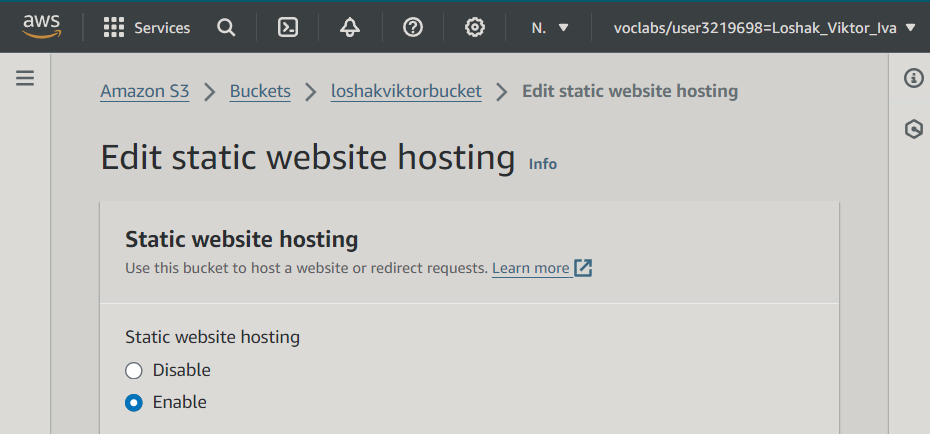 aws
Services
N.
voclabs/user3219698=Loshak_Viktor_Iva
Amazon S3 > Buckets > loshakviktorbucket > Edit static website hosting
Edit static website hosting Info
Static website hosting
Use this bucket to host a website or redirect requests. Learn more
Static website hosting
Disable
Enable